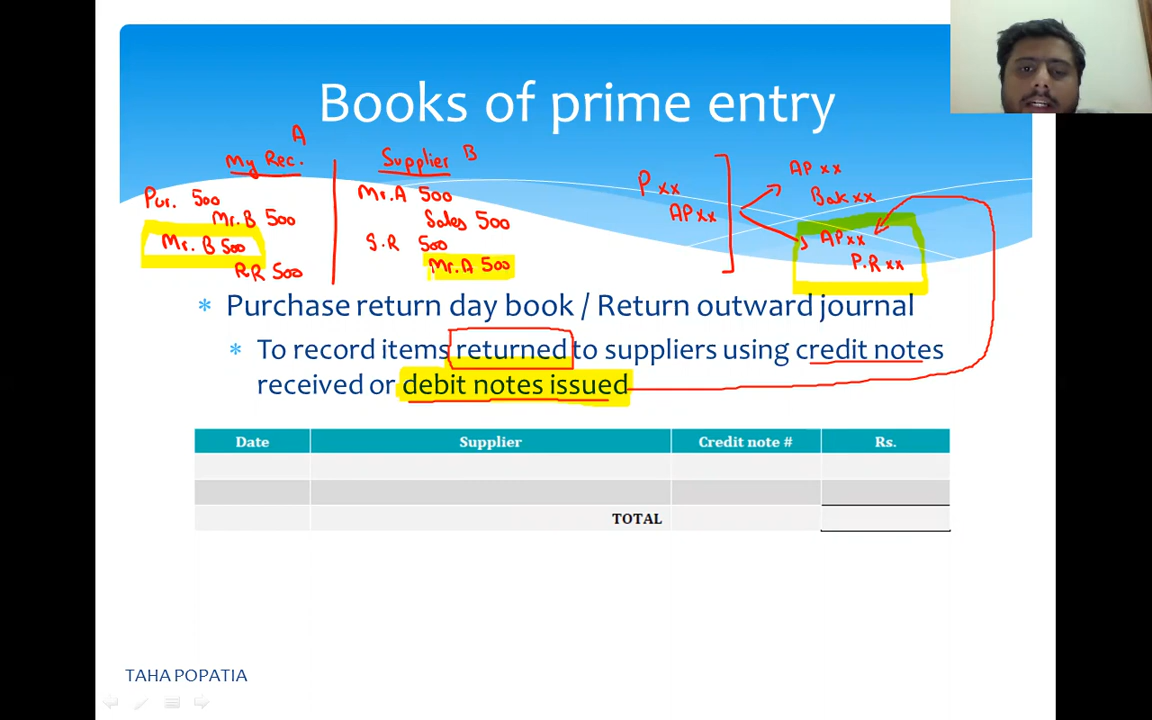 Books of prime entry
A
My Rec.
Pur. 500
Mr. B 500
Mr. B 500
P.R 500
Supplier B
Mr. A 500
Sales 500
S.R 500
Mr. A 500
P xx
AP xx
AP xx
Bank xx
AP xx
P.R xx
* Purchase return day book / Return outward journal
* To record items returned to suppliers using credit notes
received or debit notes issued
Date Supplier Credit note # Rs.
TOTAL
TAHA POPATIA